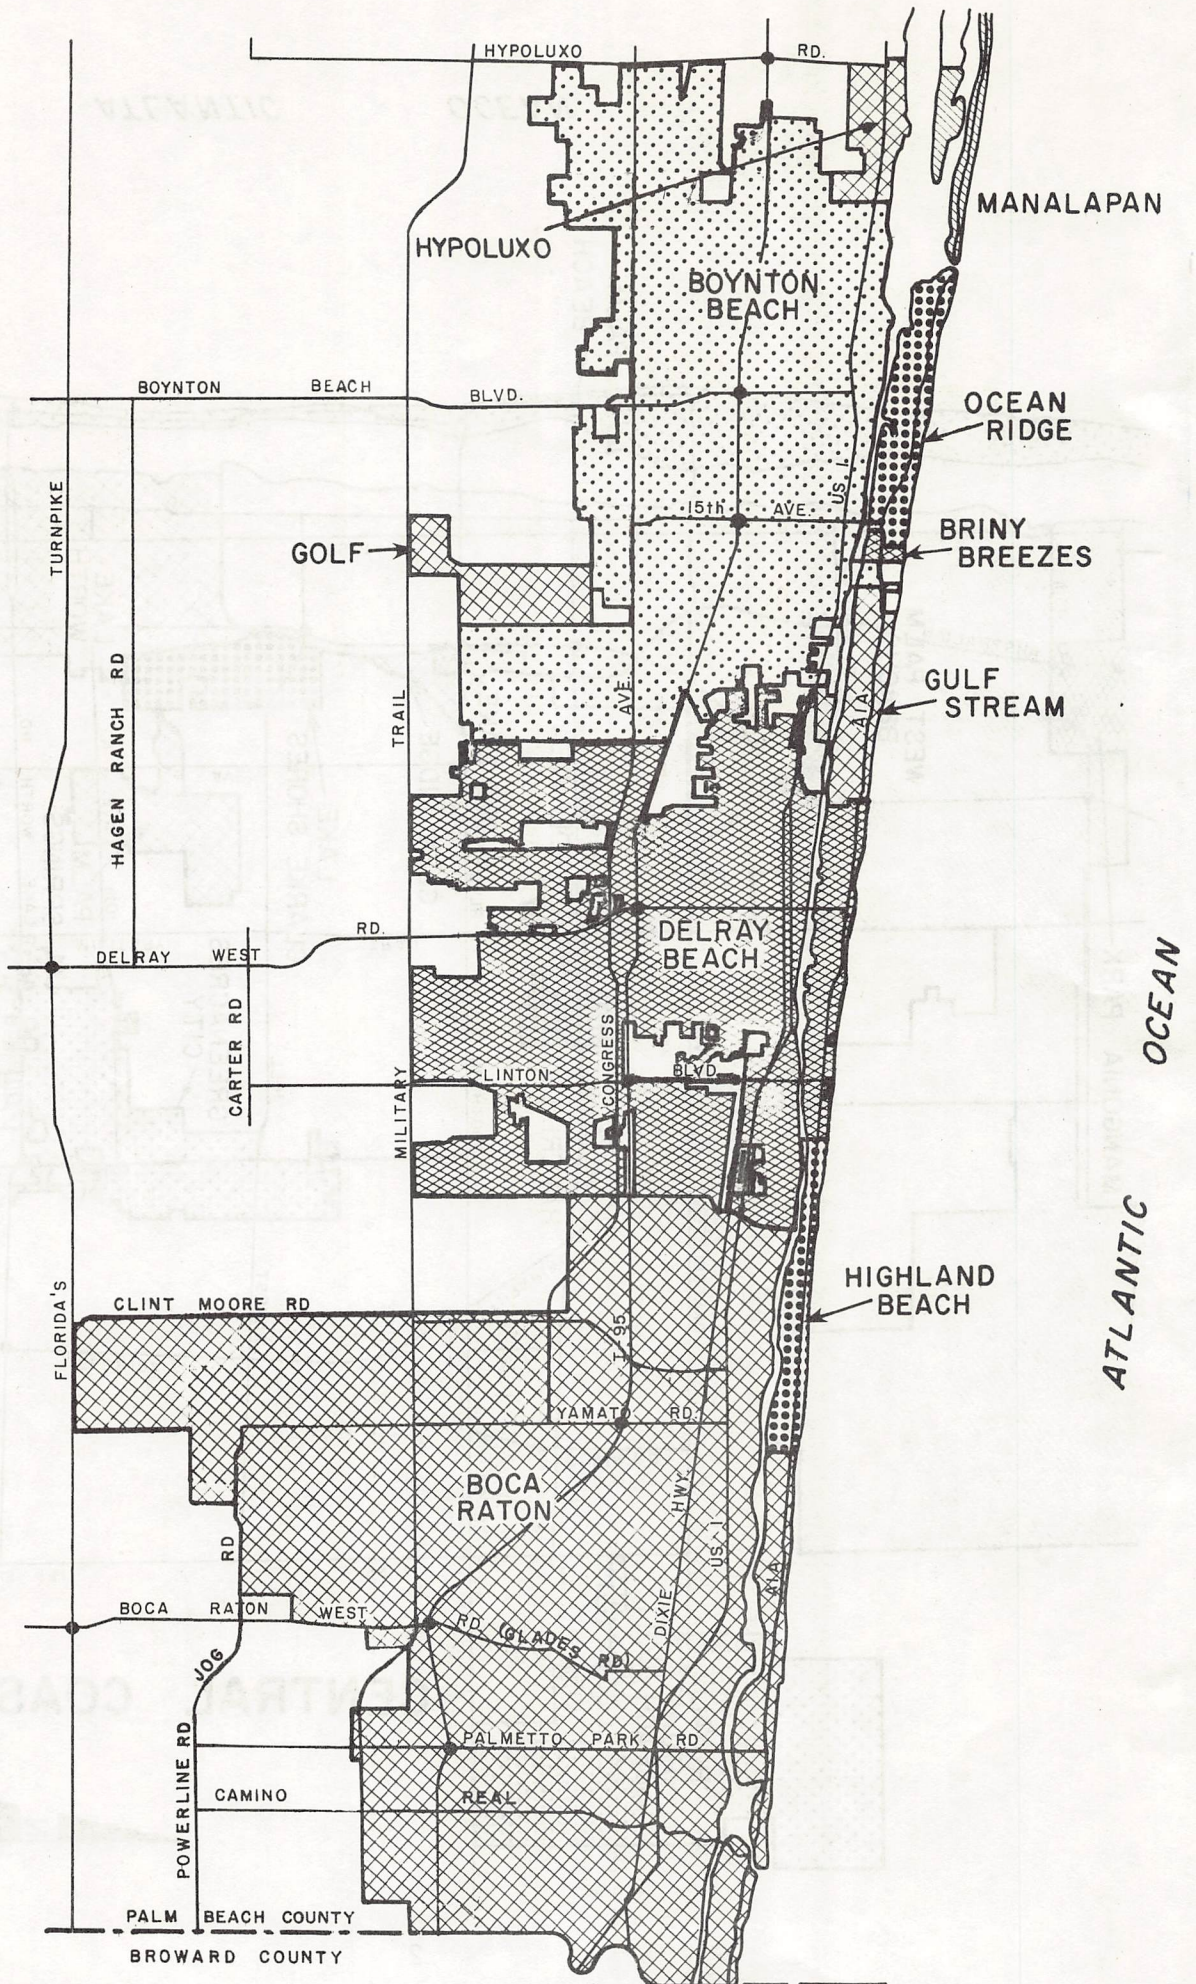 HYPOLUXO RD.
MANALAPAN
HYPOLUXO
BOYNTON
BEACH
BOYNTON BEACH BLVD.
OCEAN
RIDGE
TURNPIKE
US 1
15th AVE.
GOLF
BRINY
BREEZES
HAGEN RANCH RD
TRAIL
AVE.
A1A
GULF
STREAM
DELRAY WEST RD.
DELRAY
BEACH
OCEAN
CARTER RD
MILITARY
LINTON BLVD
CONGRESS
ATLANTIC
HIGHLAND
BEACH
FLORIDA'S
CLINT MOORE RD
I-95
YAMATO RD.
BOCA
RATON
HWY.
US 1
RD
BOCA RATON WEST RD (GLADES RD)
DIXIE
A1A
JOG
POWERLINE RD
PALMETTO PARK RD
CAMINO REAL
PALM BEACH COUNTY
BROWARD COUNTY